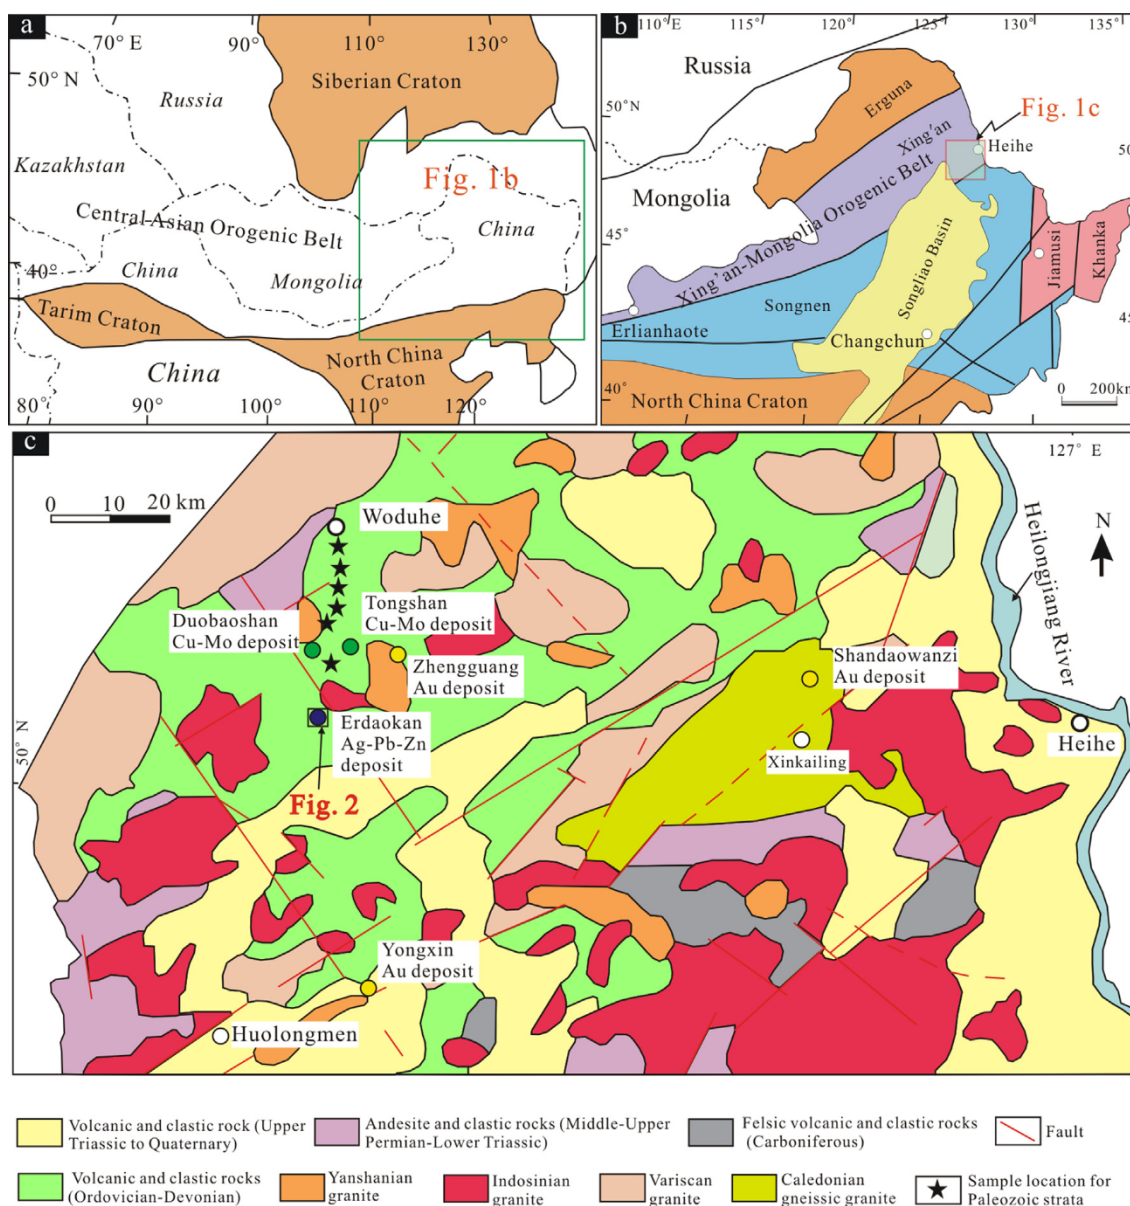 a
70° E
90°
110°
130°
50° N
Siberian Craton
Russia
Kazakhstan
Fig. 1b
Central Asian Orogenic Belt
China
40°
China
Mongolia
Tarim Craton
North China
Craton
China
80°
90°
100°
110°
120°
b
110°E
115°
120°
125°
130°
135°
Russia
50°N
Erguna
Fig. 1c
Xing'an
Heihe
50
Mongolia
Xing'an-Mongolia Orogenic Belt
45°
Songliao Basin
Jiamusi
Khanka
Songnen
Erlianhaote
Changchun
45
40°
North China Craton
0 200km
c
127° E
0 10 20 km
Woduhe
Heilongjiang River
N
Duobaoshan
Cu-Mo deposit
Tongshan
Cu-Mo deposit
Zhengguang
Au deposit
Shandaowanzi
Au deposit
Erdaokan
Ag-Pb-Zn
deposit
Xinkailing
Heihe
50° N
Fig. 2
Yongxin
Au deposit
Huolongmen
Volcanic and clastic rock (Upper
Triassic to Quaternary)
Andesite and clastic rocks (Middle-Upper
Permian-Lower Triassic)
Felsic volcanic and clastic rocks
(Carboniferous)
Fault
Volcanic and clastic rocks
(Ordovician-Devonian)
Yanshanian
granite
Indosinian
granite
Variscan
granite
Caledonian
gneissic granite
Sample location for
Paleozoic strata